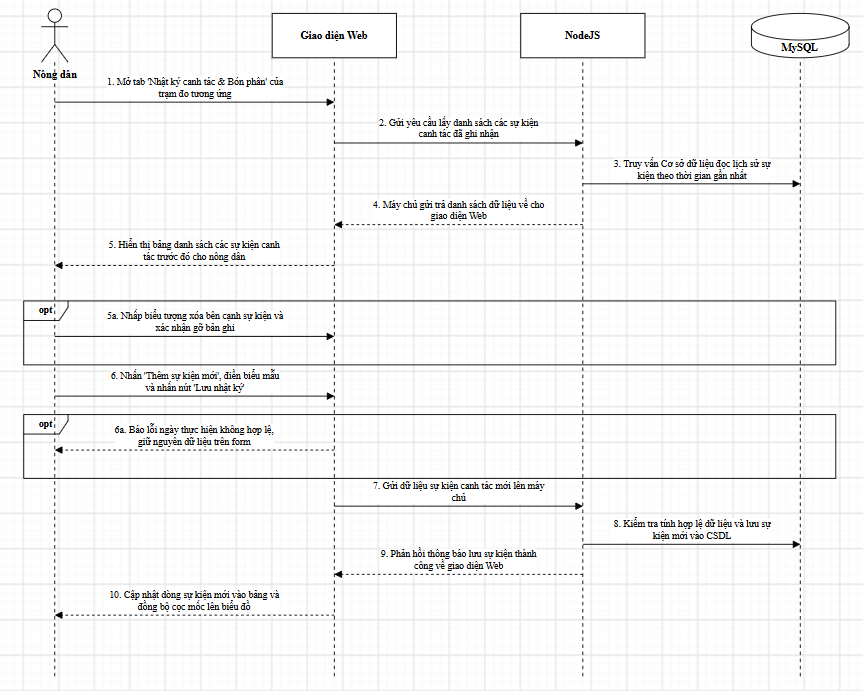 Giao diện Web
NodeJS
MySQL
Nông dân
1. Mở tab 'Nhật ký canh tác & Bón phân' của
trạm đo tương ứng
2. Gửi yêu cầu lấy danh sách các sự kiện
canh tác đã ghi nhận
3. Truy vấn Cơ sở dữ liệu đọc lịch sử sự
kiện theo thời gian gần nhất
4. Máy chủ gửi trả danh sách dữ liệu về cho
giao diện Web
5. Hiển thị bảng danh sách các sự kiện canh
tác trước đó cho nông dân
opt
5a. Nhấp biểu tượng xóa bên cạnh sự kiện và
xác nhận gỡ bản ghi
6. Nhấn 'Thêm sự kiện mới', điền biểu mẫu
và nhấn nút 'Lưu nhật ký'
opt
6a. Báo lỗi ngày thực hiện không hợp lệ,
giữ nguyên dữ liệu trên form
7. Gửi dữ liệu sự kiện canh tác mới lên máy
chủ
8. Kiểm tra tính hợp lệ dữ liệu và lưu sự
kiện mới vào CSDL
9. Phản hồi thông báo lưu sự kiện thành
công về giao diện Web
10. Cập nhật dòng sự kiện mới vào bảng và
đồng bộ cọc mốc lên biểu đồ